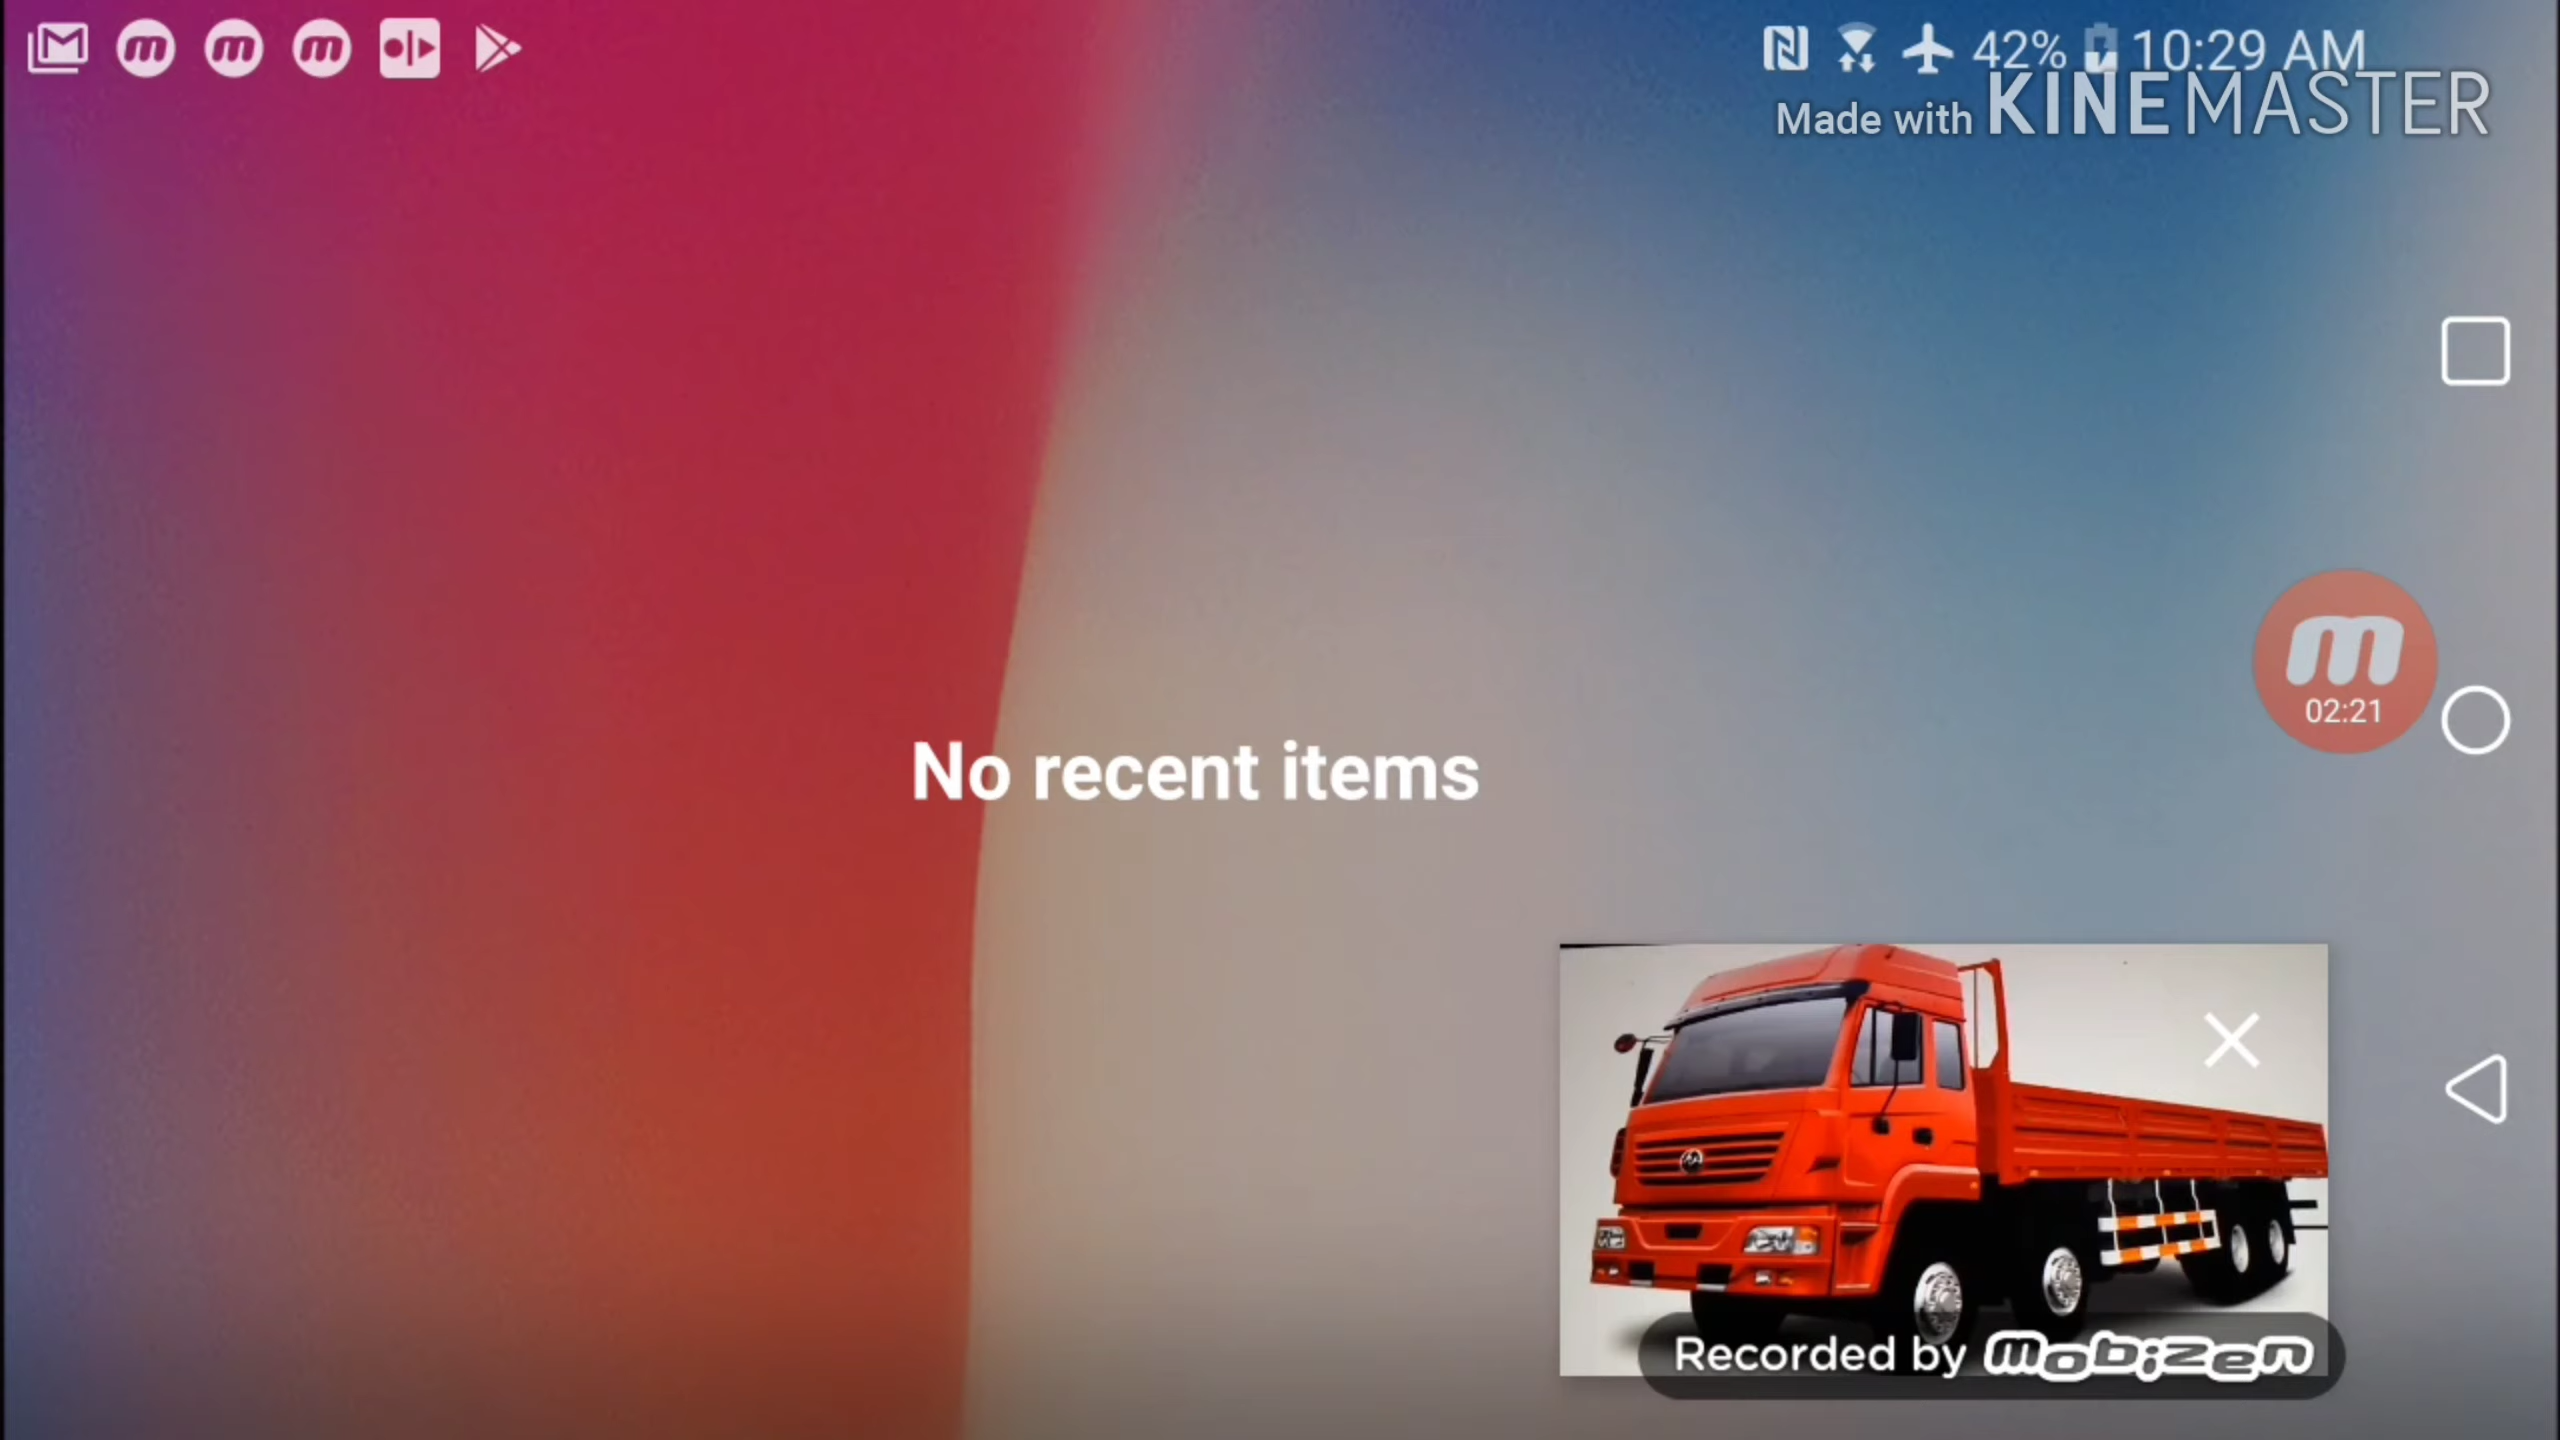 42% 10:29 AM
Made with KINEMASTER
m
02:21
No recent items
Recorded by mobizen